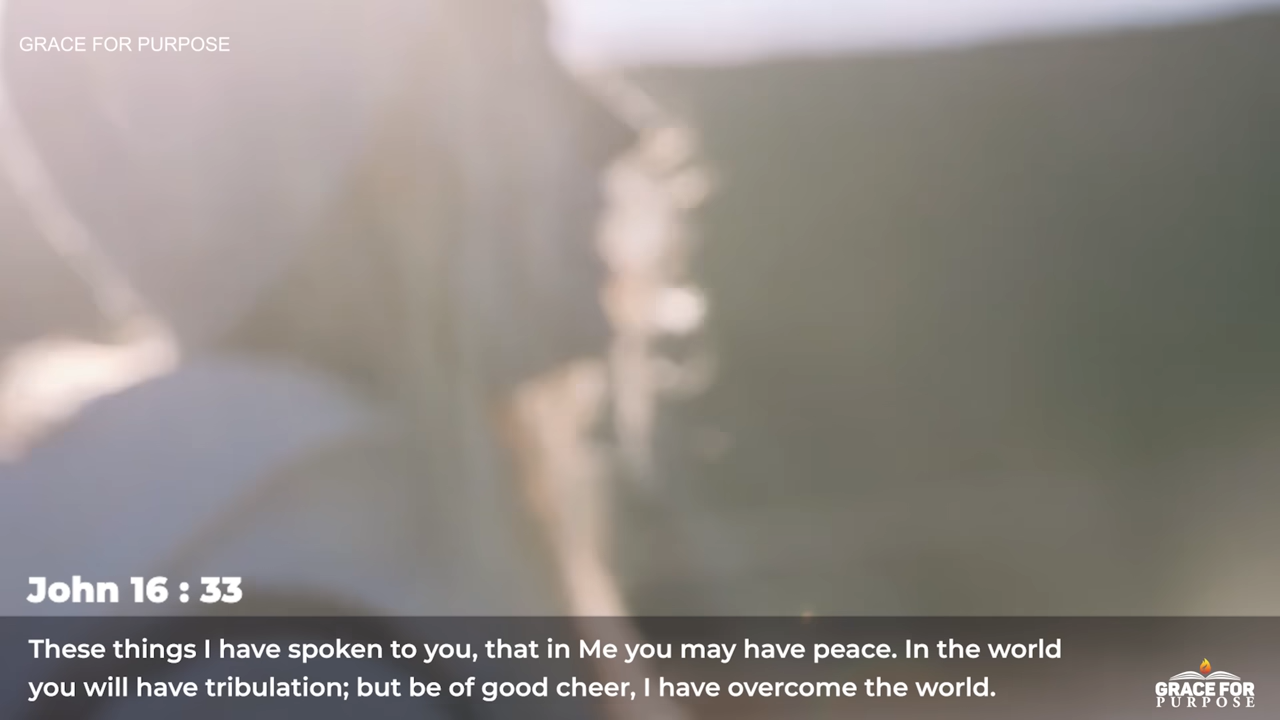 GRACE FOR PURPOSE
John 16 : 33
These things I have spoken to you, that in Me you may have peace. In the world
you will have tribulation; but be of good cheer, I have overcome the world.
GRACE FOR
PURPOSE